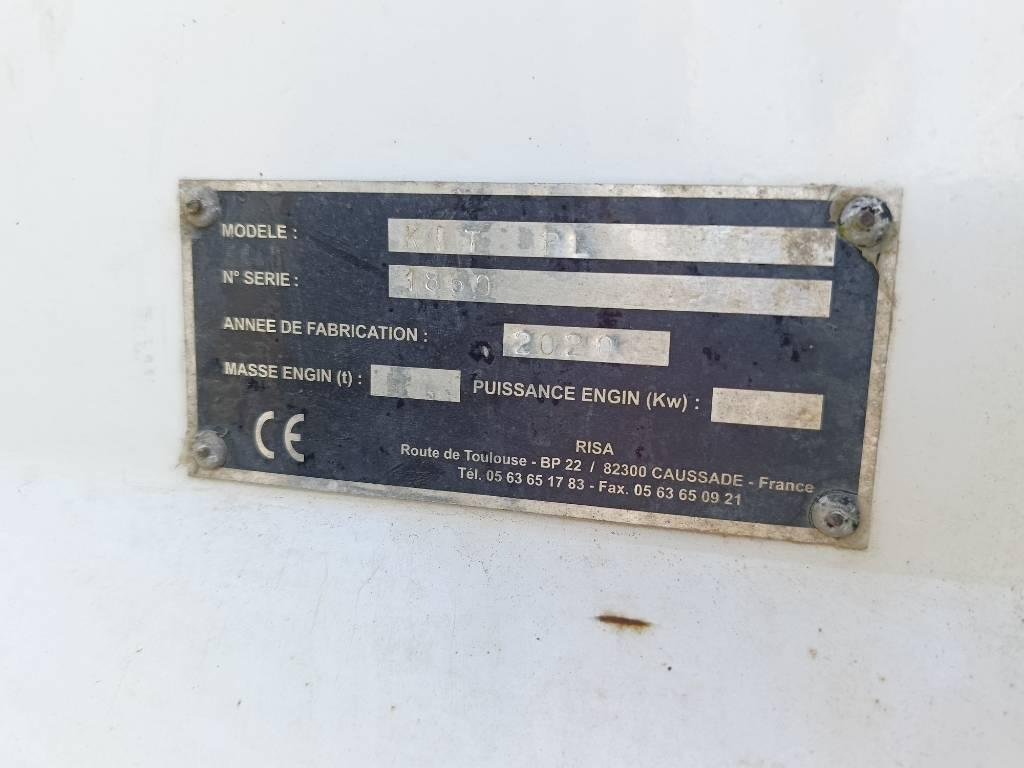 MODELE : KIT PL
N° SERIE : 1860
ANNEE DE FABRICATION : 2020
MASSE ENGIN (t) :
PUISSANCE ENGIN (Kw) :
CE
RISA
Route de Toulouse - BP 22 / 82300 CAUSSADE - France
Tél. 05 63 65 17 83 - Fax. 05 63 65 09 21